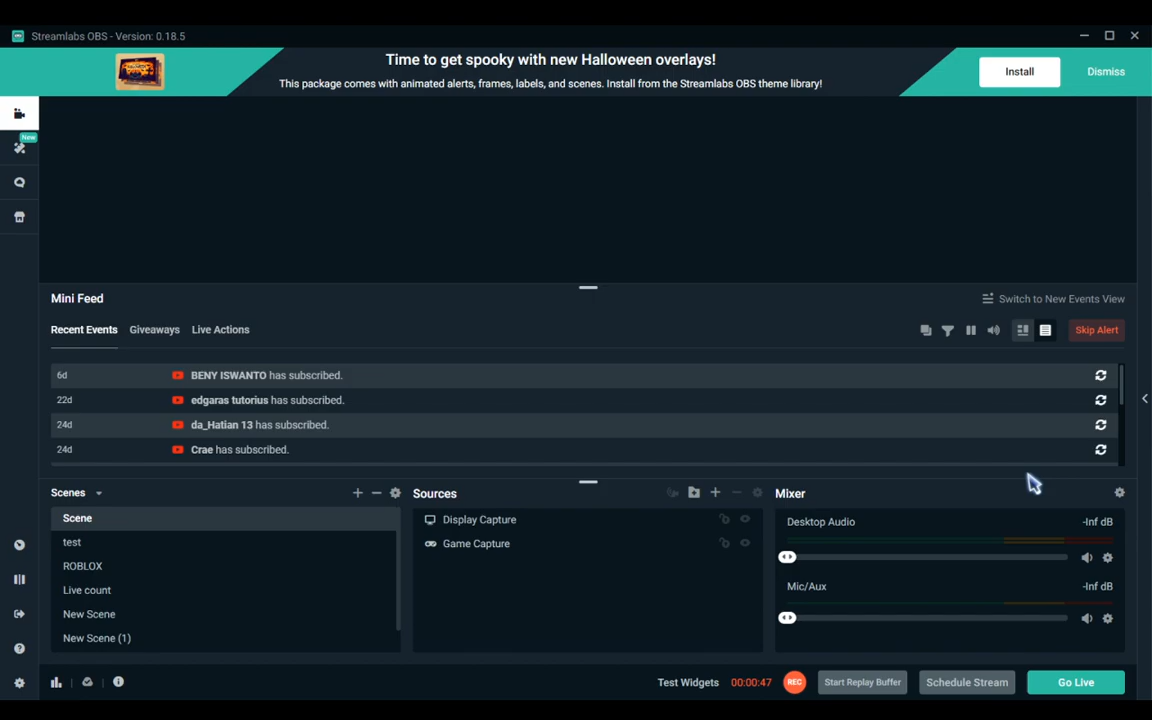 Streamlabs OBS - Version: 0.18.5
Time to get spooky with new Halloween overlays!
This package comes with animated alerts, frames, labels, and scenes. Install from the Streamlabs OBS theme library!
Install
Dismiss
New
Mini Feed
Switch to New Events View
Recent Events
Giveaways
Live Actions
Skip Alert
6d BENY ISWANTO has subscribed.
22d edgaras tutorius has subscribed.
24d da_Hatian 13 has subscribed.
24d Crae has subscribed.
Scenes
Scene
test
ROBLOX
Live count
New Scene
New Scene (1)
Sources
Display Capture
Game Capture
Mixer
Desktop Audio -Inf dB
Mic/Aux -Inf dB
Test Widgets 00:00:47 REC Start Replay Buffer Schedule Stream Go Live